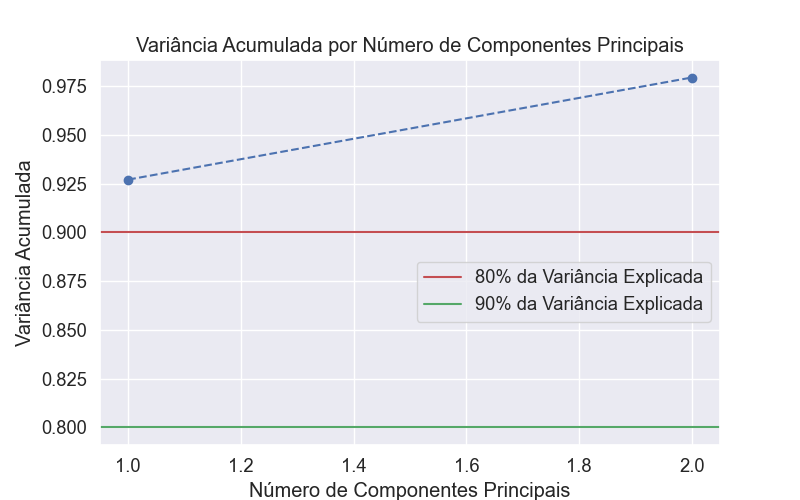 Variância Acumulada por Número de Componentes Principais
Variância Acumulada
0.975
0.950
0.925
0.900
0.875
0.850
0.825
0.800
80% da Variância Explicada
90% da Variância Explicada
1.0 1.2 1.4 1.6 1.8 2.0
Número de Componentes Principais